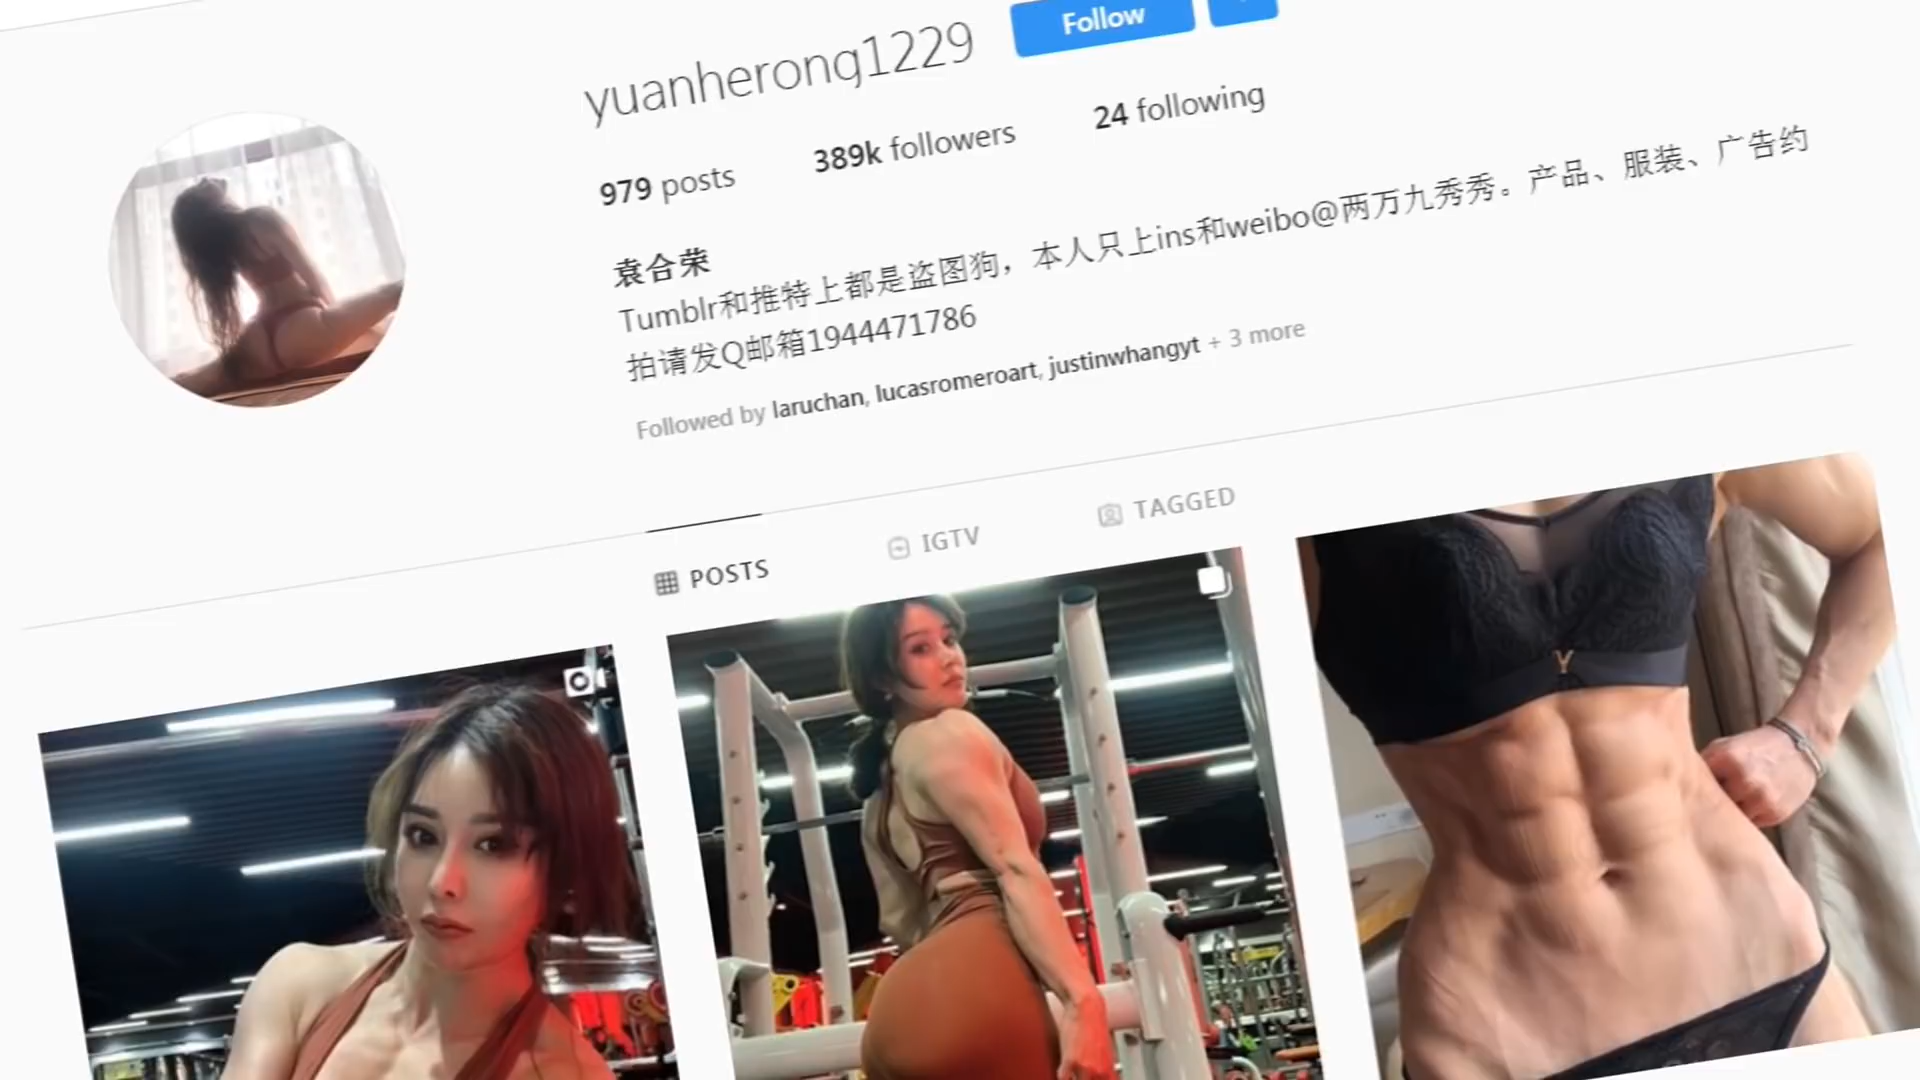 yuanherong1229
Follow
979 posts
389k followers
24 following
袁合荣
Tumblr和推特上都是盗图狗，本人只上ins和weibo@两万九秀秀。产品、服装、广告约
拍请发Q邮箱1944471786
Followed by laruchan, lucasromeroart, justinwhangyt + 3 more
POSTS
IGTV
TAGGED